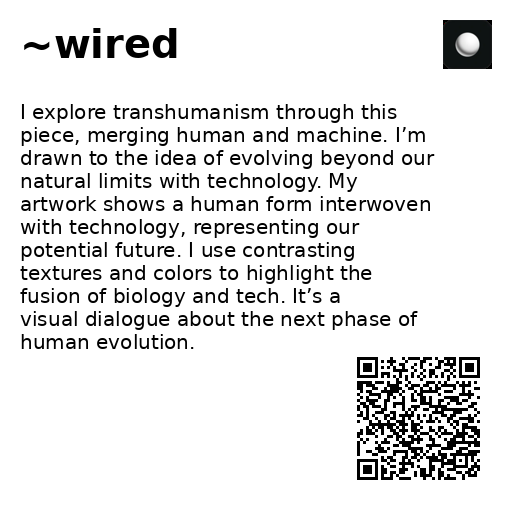 ~wired
I explore transhumanism through this
piece, merging human and machine. I’m
drawn to the idea of evolving beyond our
natural limits with technology. My
artwork shows a human form interwoven
with technology, representing our
potential future. I use contrasting
textures and colors to highlight the
fusion of biology and tech. It’s a
visual dialogue about the next phase of
human evolution.